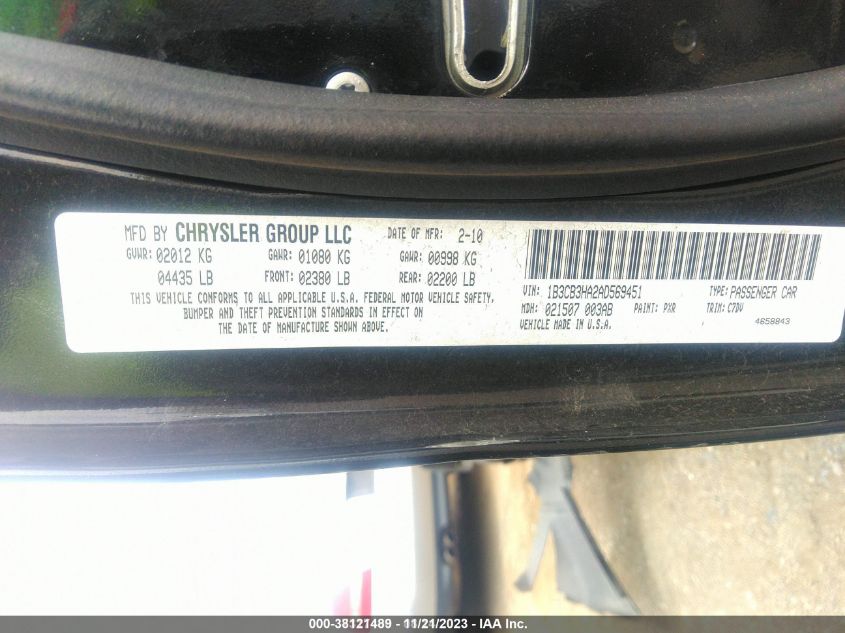 MFD BY CHRYSLER GROUP LLC DATE OF MFR: 2-10
GVWR: 02012 KG GAWR: 01080 KG GAWR: 00998 KG
04435 LB FRONT: 02380 LB REAR: 02200 LB
THIS VEHICLE CONFORMS TO ALL APPLICABLE U.S.A. FEDERAL MOTOR VEHICLE SAFETY,
BUMPER AND THEFT PREVENTION STANDARDS IN EFFECT ON
THE DATE OF MANUFACTURE SHOWN ABOVE.
VIN: 1B3CB3HA2AD569451 TYPE: PASSENGER CAR
MDH: 021507 003AB PAINT: PXR TRIM: C7DV
VEHICLE MADE IN U.S.A. 4658843
000-38121489 - 11/21/2023 - IAA Inc.